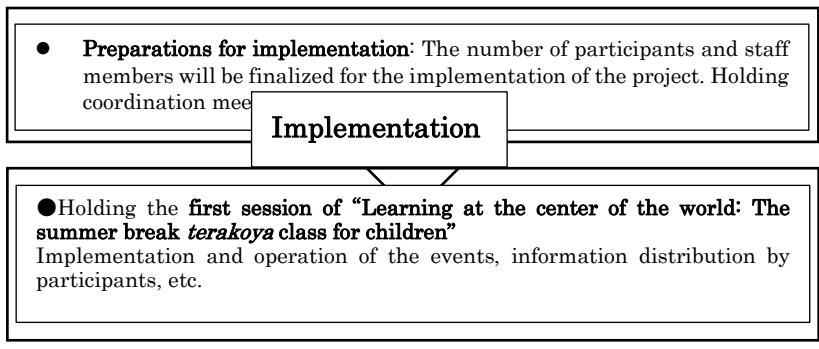 ● Preparations for implementation: The number of participants and staff
members will be finalized for the implementation of the project. Holding
coordination
Implementation
●Holding the first session of “Learning at the center of the world: The
summer break terakoya class for children”
Implementation and operation of the events, information distribution by
participants, etc.